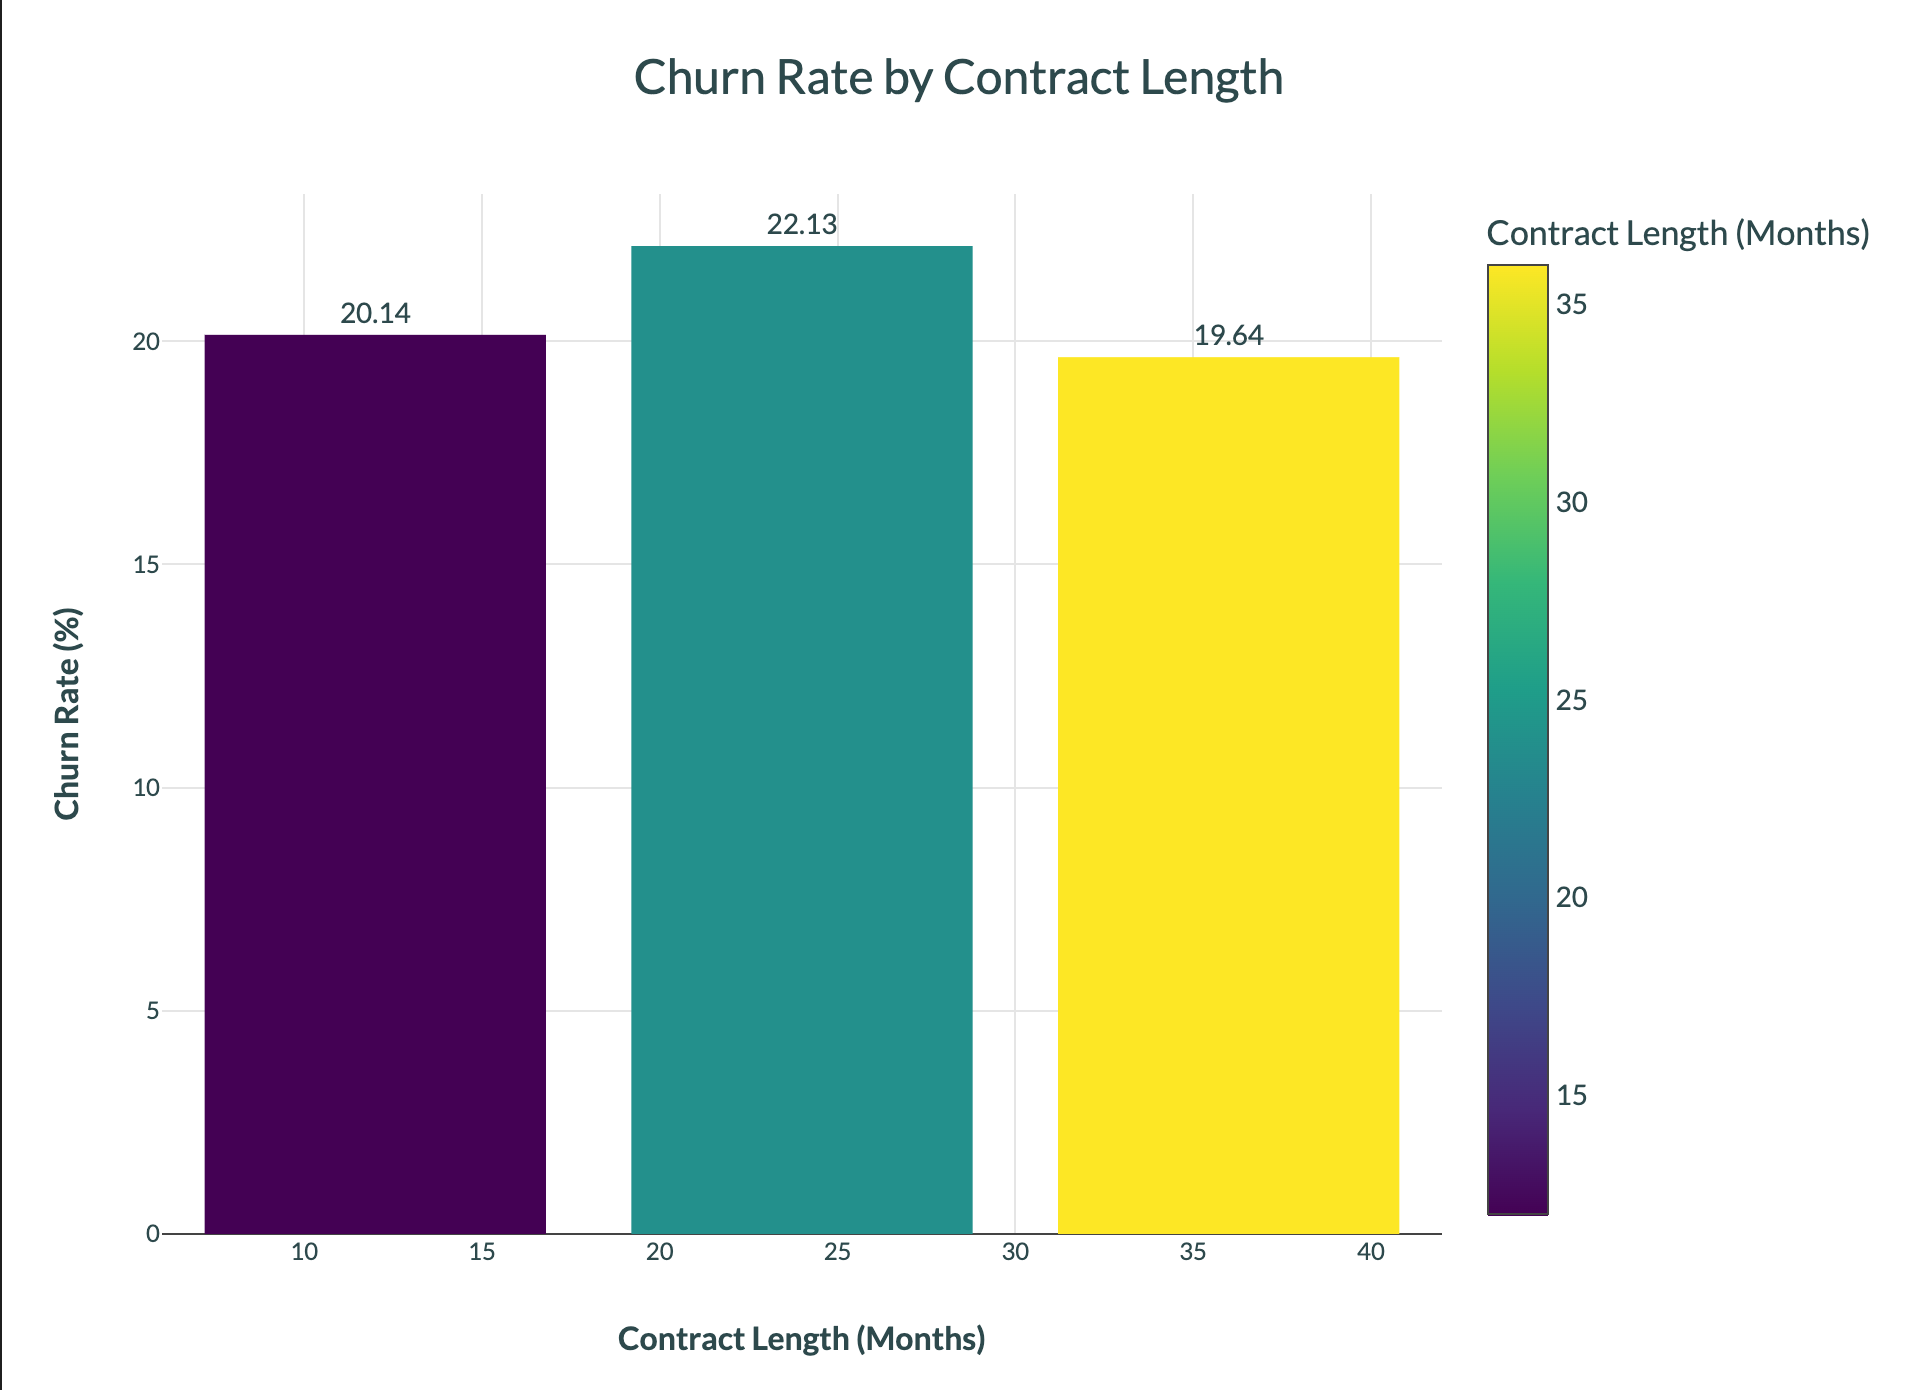 Churn Rate by Contract Length
22.13
20.14
19.64
20
15
10
5
0
Churn Rate (%)
10 15 20 25 30 35 40
Contract Length (Months)
Contract Length (Months)
35
30
25
20
15